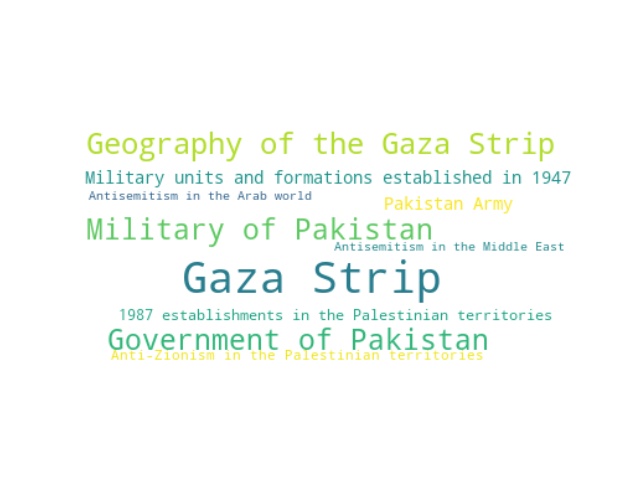 Geography of the Gaza Strip
Military units and formations established in 1947
Antisemitism in the Arab world
Pakistan Army
Military of Pakistan
Antisemitism in the Middle East
Gaza Strip
1987 establishments in the Palestinian territories
Government of Pakistan
Anti-Zionism in the Palestinian territories